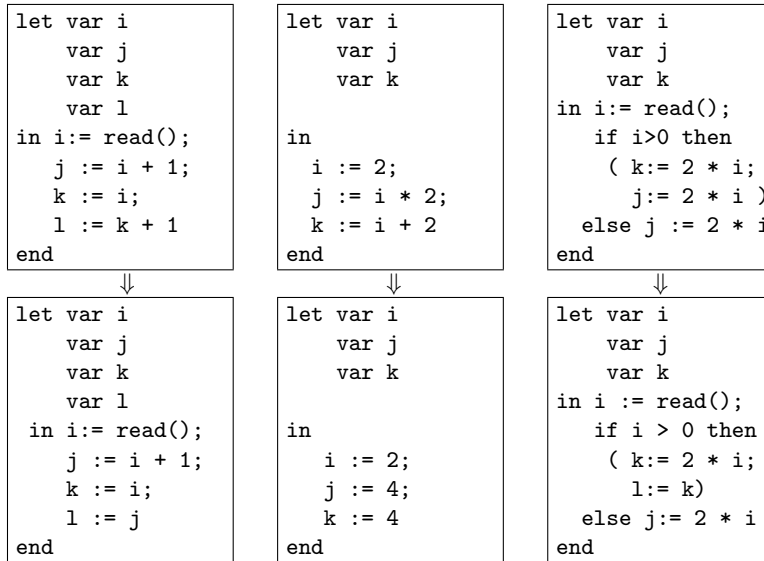 let var i
    var j
    var k
    var l
in i:= read();
   j := i + 1;
   k := i;
   l := k + 1
end
⇓
let var i
    var j
    var k
    var l
 in i:= read();
    j := i + 1;
    k := i;
    l := j
end
let var i
    var j
    var k
in
  i := 2;
  j := i * 2;
  k := i + 2
end
⇓
let var i
    var j
    var k
in
   i := 2;
   j := 4;
   k := 4
end
let var i
      var j
      var k
in i:= read();
   if i>0 then
    ( k:= 2 * i;
      j:= 2 * i )
  else j := 2 * i
end
⇓
let var i
      var j
      var k
in i := read();
   if i > 0 then
    ( k:= 2 * i;
      l:= k)
  else j:= 2 * i
end